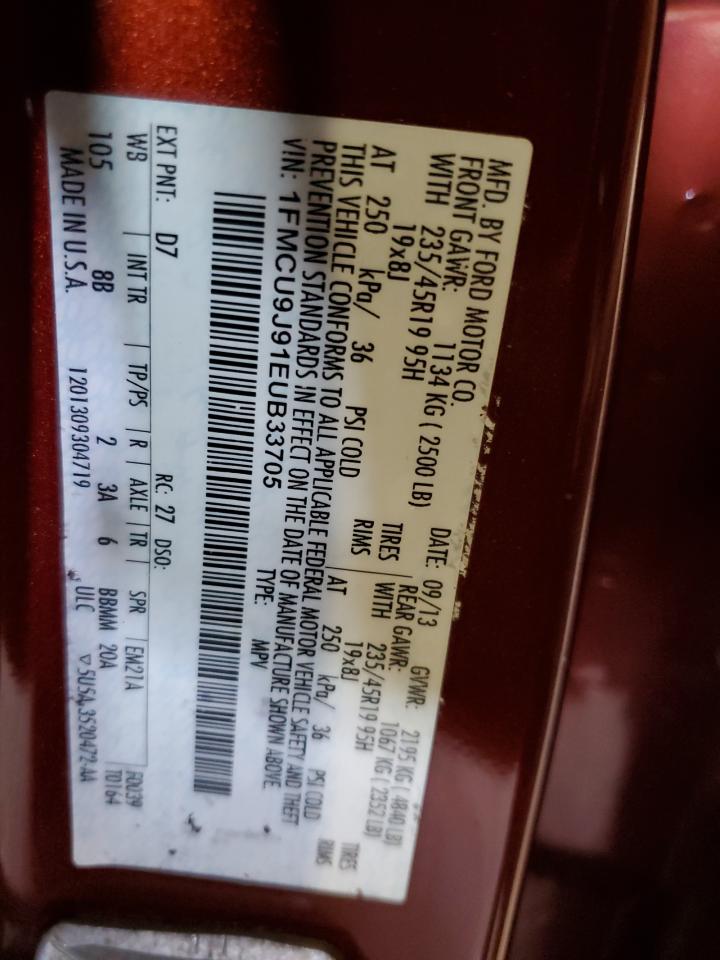 MFD. BY FORD MOTOR CO.
DATE: 09/13 GVWR: 2195 KG ( 4840 LB)
FRONT GAWR: 1134 KG ( 2500 LB) REAR GAWR: 1067 KG ( 2352 LB)
WITH 235/45R19 95H TIRES WITH 235/45R19 95H TIRES
19x8J RIMS 19x8J RIMS
AT 250 kPa/ 36 PSI COLD AT 250 kPa/ 36 PSI COLD
THIS VEHICLE CONFORMS TO ALL APPLICABLE FEDERAL MOTOR VEHICLE SAFETY AND THEFT
PREVENTION STANDARDS IN EFFECT ON THE DATE OF MANUFACTURE SHOWN ABOVE.
VIN: 1FMCU9J91EUB33705 TYPE: MPV
EXT PNT: D7 RC: 27 DSO:
WB INT TR TP/PS R AXLE TR SPR EM21A F0039
105 8B 2 3A 6 BBMM 20A T0164
MADE IN U.S.A. 1201309304719 ULC 5U5A-3520472-AA